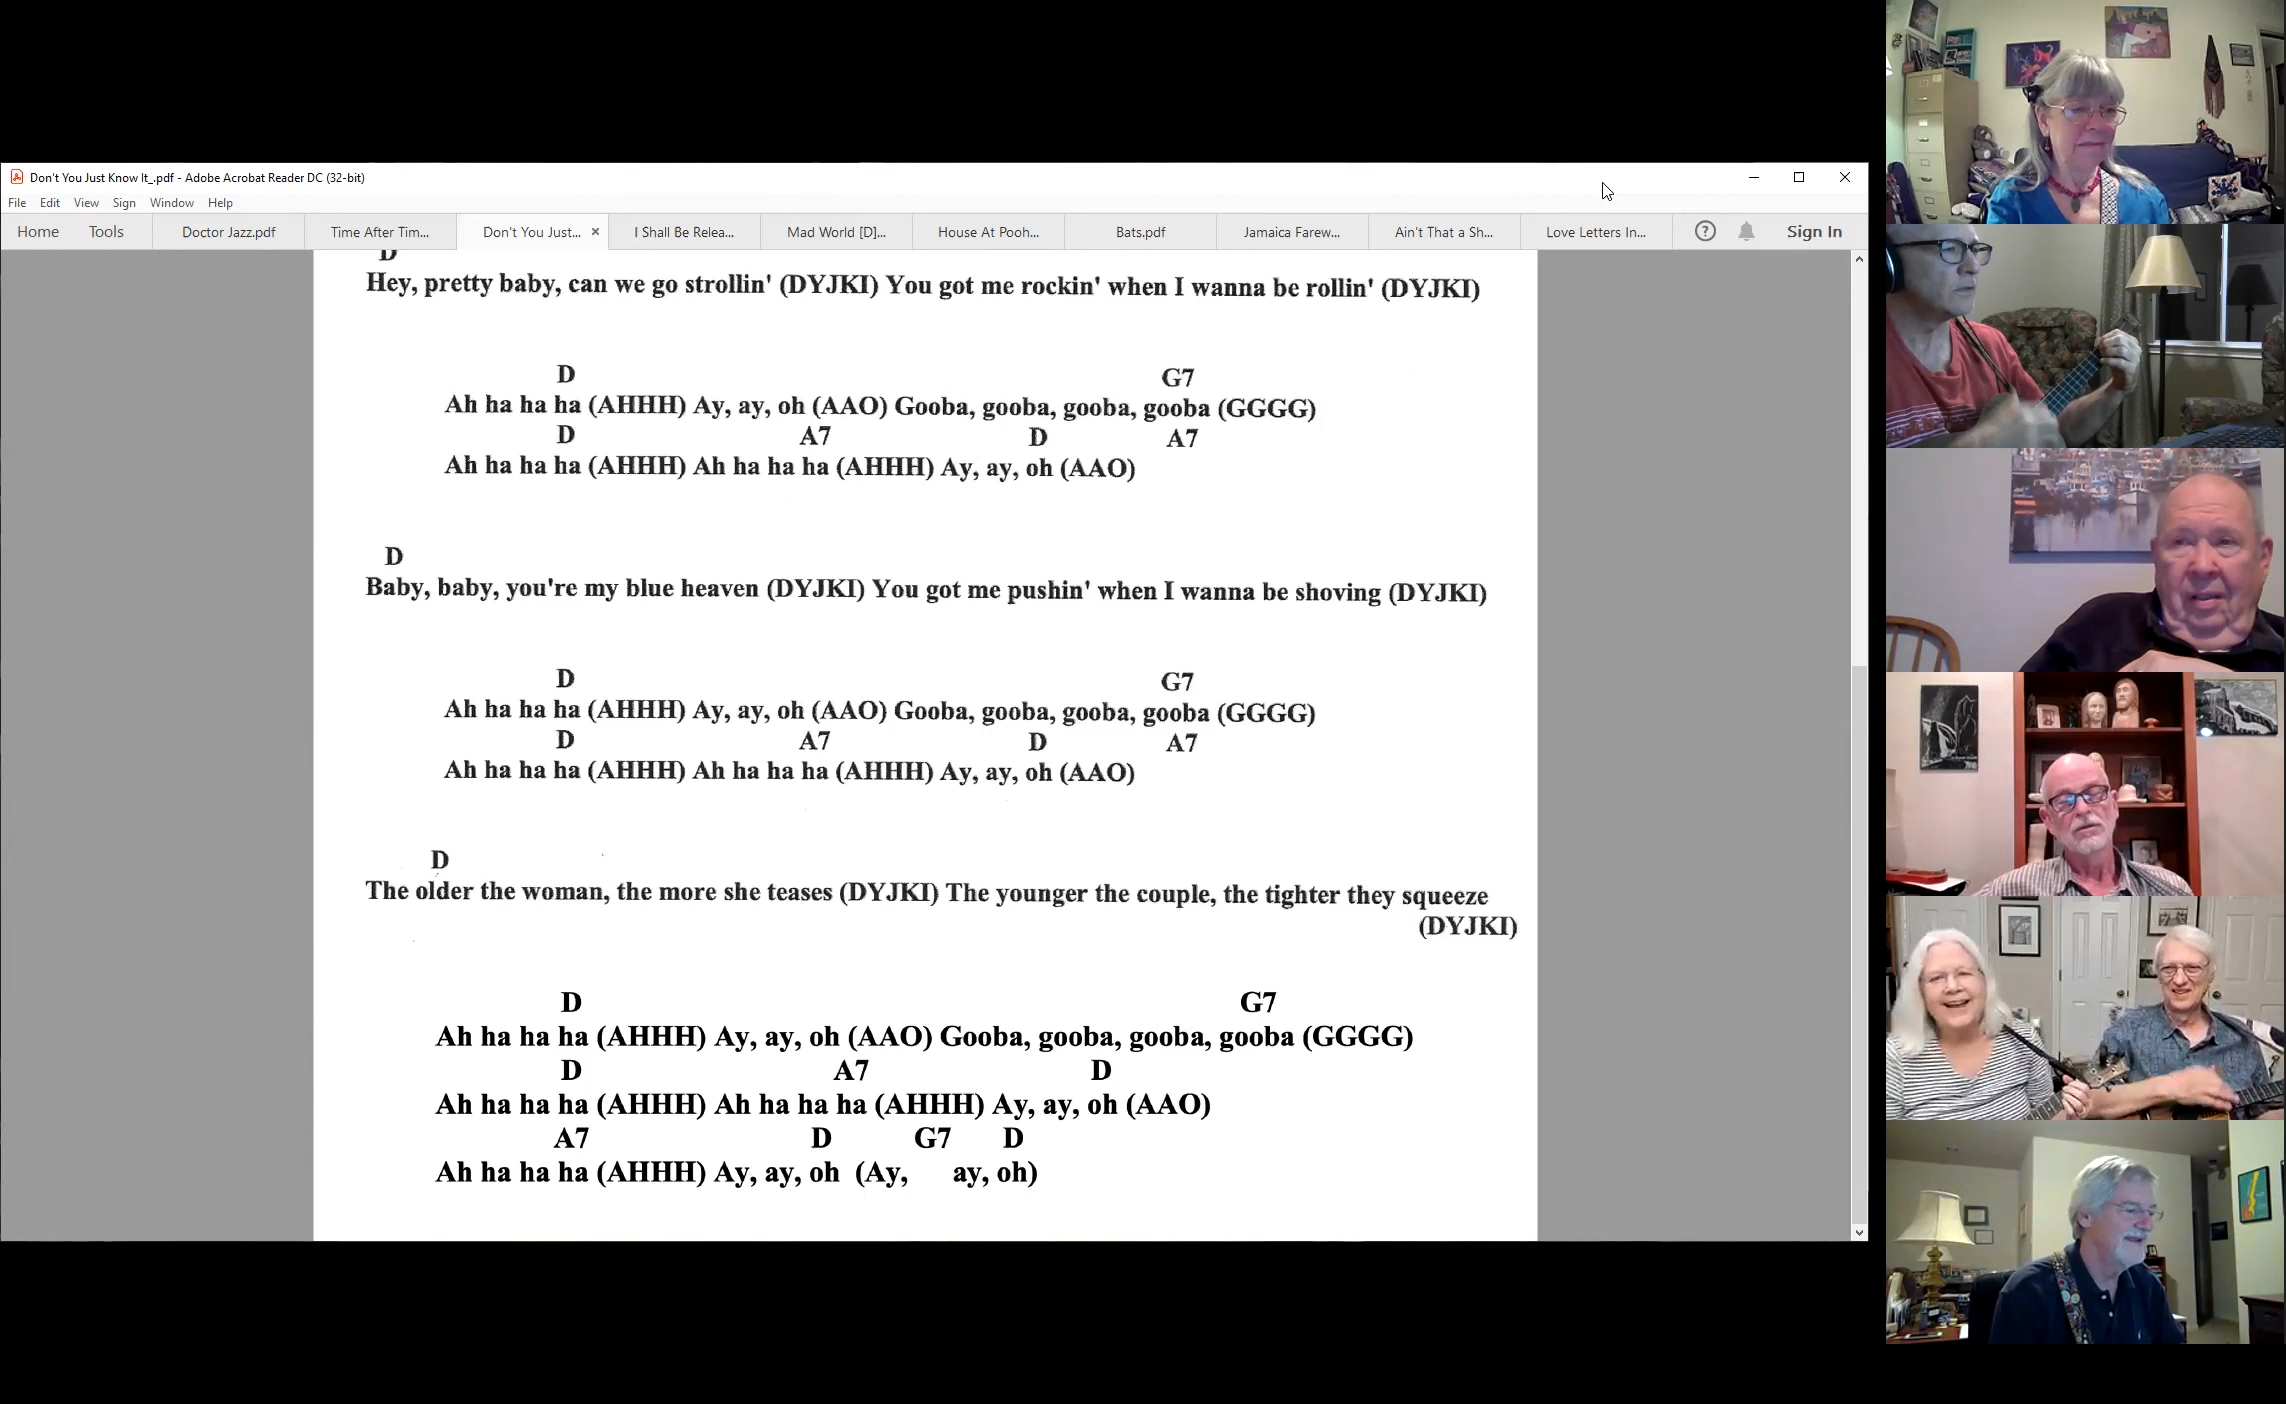 Don't You Just Know It_.pdf - Adobe Acrobat Reader DC (32-bit)
File Edit View Sign Window Help
Home Tools Doctor Jazz.pdf Time After Tim... Don't You Just... × I Shall Be Relea... Mad World [D]... House At Pooh... Bats.pdf Jamaica Farew... Ain't That a Sh... Love Letters In... ? Sign In
D
Hey, pretty baby, can we go strollin' (DYJKI) You got me rockin' when I wanna be rollin' (DYJKI)
D G7
Ah ha ha ha (AHHH) Ay, ay, oh (AAO) Gooba, gooba, gooba, gooba (GGGG)
D A7 D A7
Ah ha ha ha (AHHH) Ah ha ha ha (AHHH) Ay, ay, oh (AAO)
D
Baby, baby, you're my blue heaven (DYJKI) You got me pushin' when I wanna be shoving (DYJKI)
D G7
Ah ha ha ha (AHHH) Ay, ay, oh (AAO) Gooba, gooba, gooba, gooba (GGGG)
D A7 D A7
Ah ha ha ha (AHHH) Ah ha ha ha (AHHH) Ay, ay, oh (AAO)
D
The older the woman, the more she teases (DYJKI) The younger the couple, the tighter they squeeze
(DYJKI)
D G7
Ah ha ha ha (AHHH) Ay, ay, oh (AAO) Gooba, gooba, gooba, gooba (GGGG)
D A7 D
Ah ha ha ha (AHHH) Ah ha ha ha (AHHH) Ay, ay, oh (AAO)
A7 D G7 D
Ah ha ha ha (AHHH) Ay, ay, oh (Ay, ay, oh)